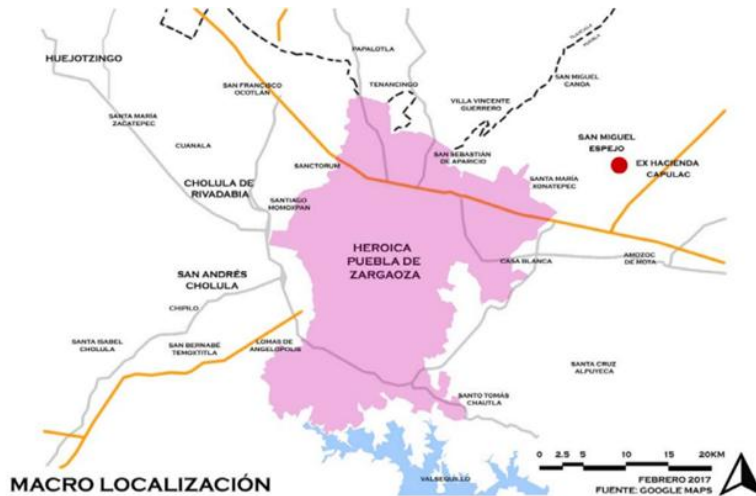 PAPALOTLA
TLAXCALA
PUEBLA
HUEJOTZINGO
TENANCINGO
SAN MIGUEL
CANOA
SAN FRANCISCO
OCOTLÁN
VILLA VINCENTE
GUERRERO
SANTA MARÍA
ZACATEPEC
SAN MIGUEL
ESPEJO
CUANALA
SAN SEBASTIÁN
DE APARICIO
EX HACIENDA
CAPULAC
SANCTORUM
SANTA MARÍA
XONATEPEC
CHOLULA DE
RIVADABIA
SANTIAGO
MOMOXPAN
HEROICA
PUEBLA DE
ZARGAOZA
AMOZOC
DE MOTA
CASA BLANCA
SAN ANDRÉS
CHOLULA
CHIPILO
SANTA ISABEL
CHOLULA
SAN BERNABÉ
TEMOXTITLA
LOMAS DE
ANGELÓPOLIS
SANTA CRUZ
ALPUYECA
SANTO TOMÁS
CHAUTLA
0 2.5 5 10 15 20KM
VALSEQUILLO
MACRO LOCALIZACIÓN
FEBRERO 2017
FUENTE: GOOGLE MAPS